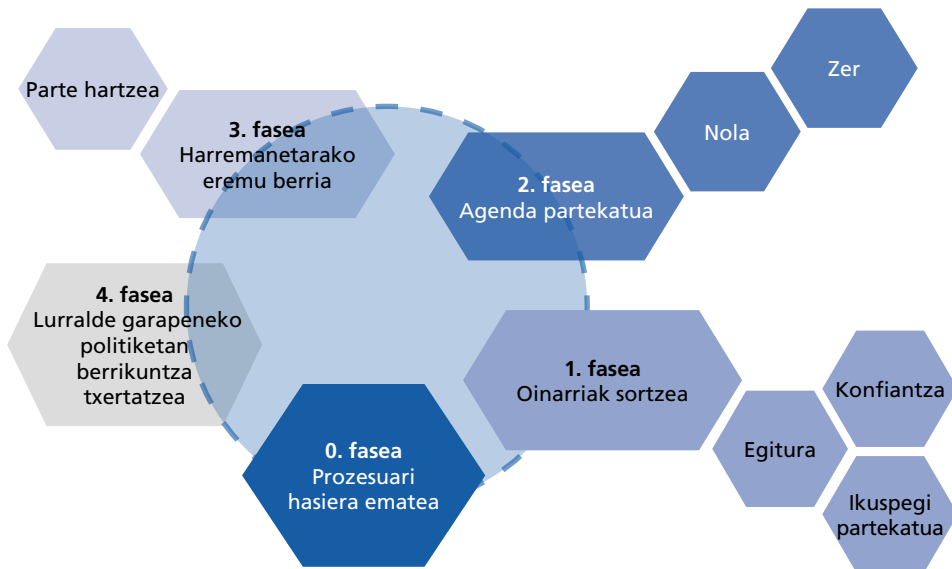 Parte hartzea
3. fasea
Harremanetarako
eremu berria
Zer
Nola
2. fasea
Agenda partekatua
4. fasea
Lurralde garapeneko
politiketan
berrikuntza
txertatzea
1. fasea
Oinarriak sortzea
Konfiantza
Egitura
Ikuspegi
partekatua
0. fasea
Prozesuari
hasiera ematea